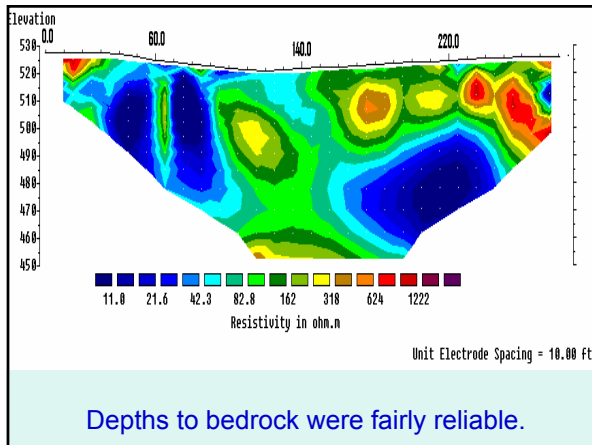 Elevation
0.0 60.0 140.0 220.0
530
520
510
500
490
480
470
460
450
11.0 21.6 42.3 82.8 162 318 624 1222
Resistivity in ohm.m
Unit Electrode Spacing = 10.00 ft
Depths to bedrock were fairly reliable.